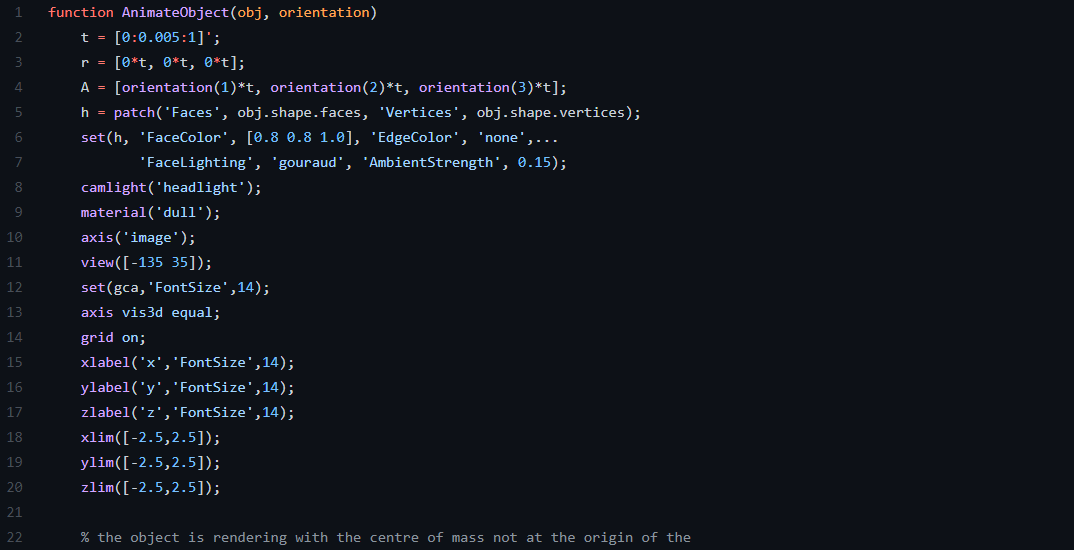 1 function AnimateObject(obj, orientation)
2 t = [0:0.005:1]';
3 r = [0*t, 0*t, 0*t];
4 A = [orientation(1)*t, orientation(2)*t, orientation(3)*t];
5 h = patch('Faces', obj.shape.faces, 'Vertices', obj.shape.vertices);
6 set(h, 'FaceColor', [0.8 0.8 1.0], 'EdgeColor', 'none',...
7 'FaceLighting', 'gouraud', 'AmbientStrength', 0.15);
8 camlight('headlight');
9 material('dull');
10 axis('image');
11 view([-135 35]);
12 set(gca,'FontSize',14);
13 axis vis3d equal;
14 grid on;
15 xlabel('x','FontSize',14);
16 ylabel('y','FontSize',14);
17 zlabel('z','FontSize',14);
18 xlim([-2.5,2.5]);
19 ylim([-2.5,2.5]);
20 zlim([-2.5,2.5]);
21
22 % the object is rendering with the centre of mass not at the origin of the